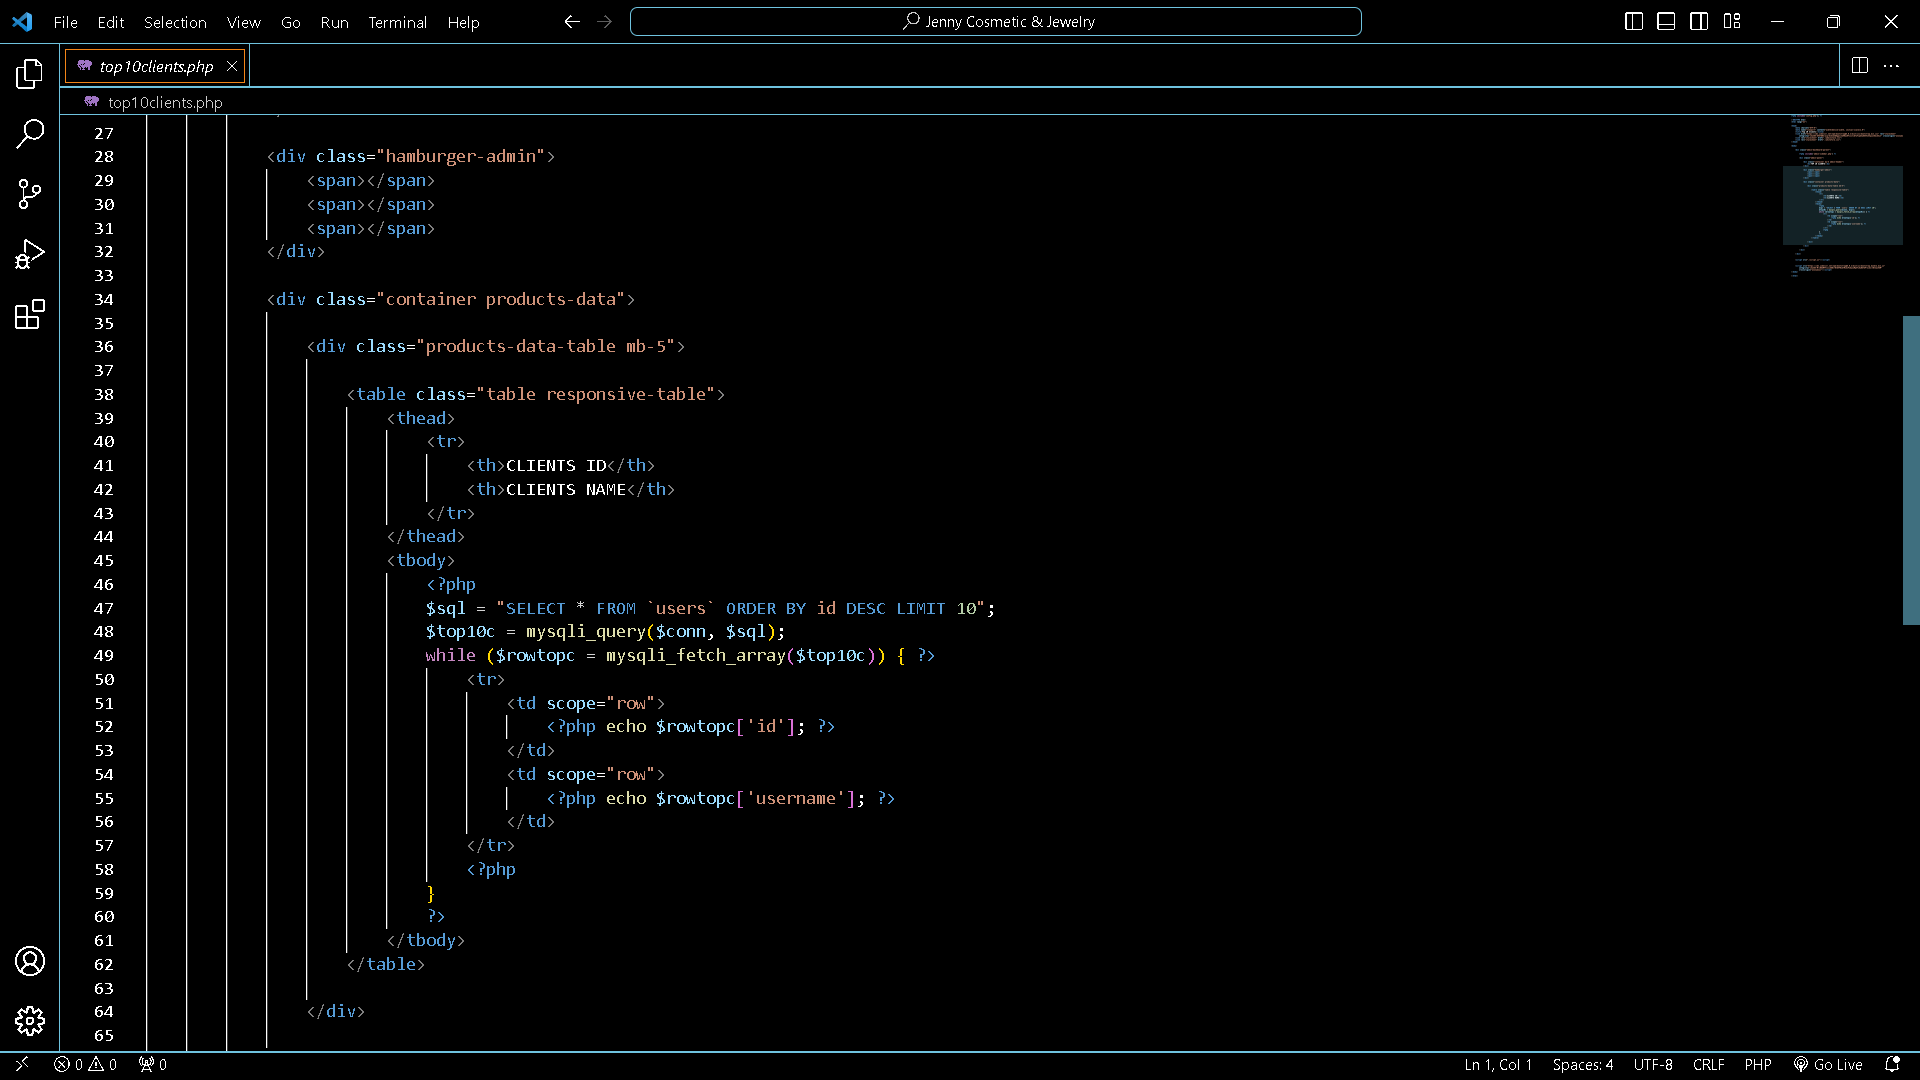 File Edit Selection View Go Run Terminal Help
Jenny Cosmetic & Jewelry
top10clients.php
top10clients.php
27
28 <div class="hamburger-admin">
29 <span></span>
30 <span></span>
31 <span></span>
32 </div>
33
34 <div class="container products-data">
35
36 <div class="products-data-table mb-5">
37
38 <table class="table responsive-table">
39 <thead>
40 <tr>
41 <th>CLIENTS ID</th>
42 <th>CLIENTS NAME</th>
43 </tr>
44 </thead>
45 <tbody>
46 <?php
47 $sql = "SELECT * FROM `users` ORDER BY id DESC LIMIT 10";
48 $top10c = mysqli_query($conn, $sql);
49 while ($rowtopc = mysqli_fetch_array($top10c)) { ?>
50 <tr>
51 <td scope="row">
52 <?php echo $rowtopc['id']; ?>
53 </td>
54 <td scope="row">
55 <?php echo $rowtopc['username']; ?>
56 </td>
57 </tr>
58 <?php
59 }
60 ?>
61 </tbody>
62 </table>
63
64 </div>
65
0 0 0 Ln 1, Col 1 Spaces: 4 UTF-8 CRLF PHP Go Live